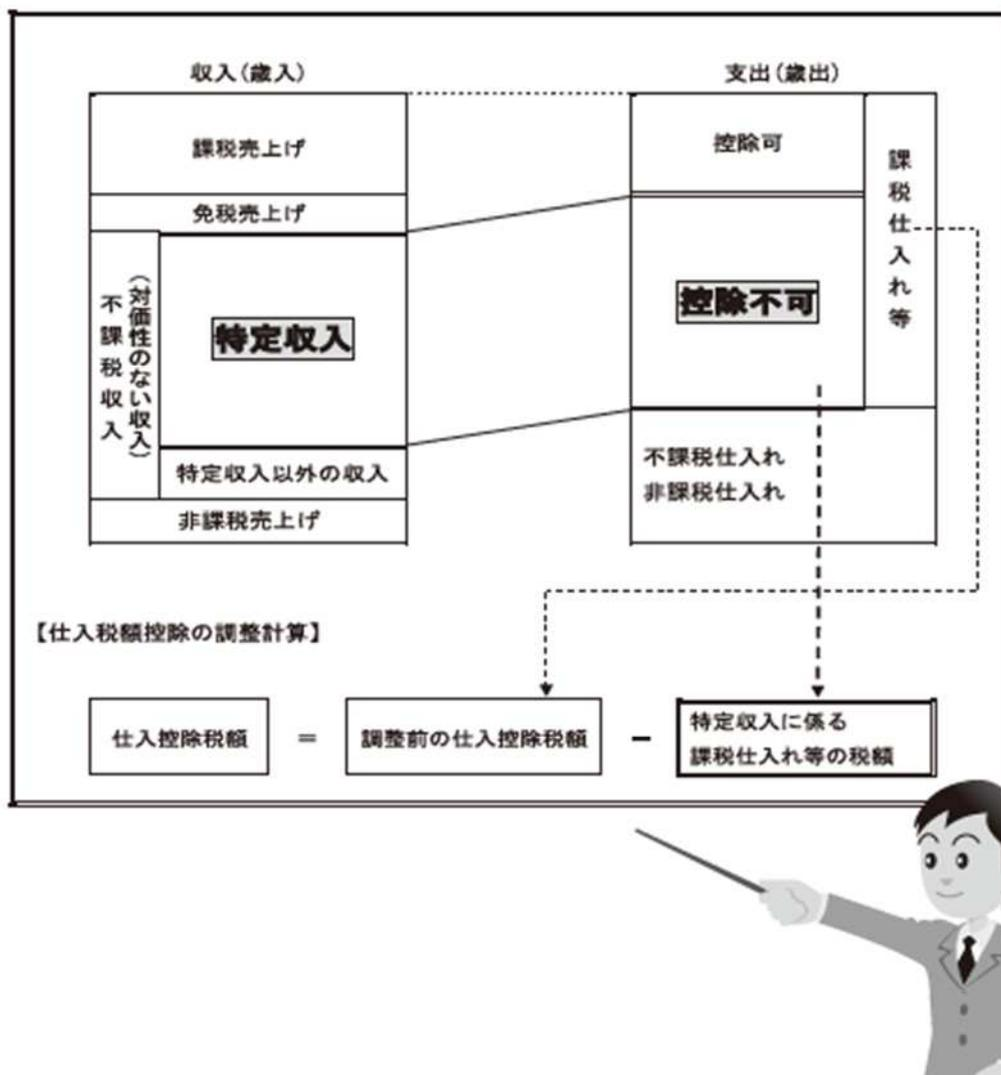 収入(歳入)
課税売上げ
免税売上げ
不課税収入
(対価性のない収入)
特定収入
特定収入以外の収入
非課税売上げ
支出(歳出)
控除可
控除不可
課税仕入れ等
不課税仕入れ
非課税仕入れ
【仕入税額控除の調整計算】
仕入控除税額 = 調整前の仕入控除税額 − 特定収入に係る
課税仕入れ等の税額